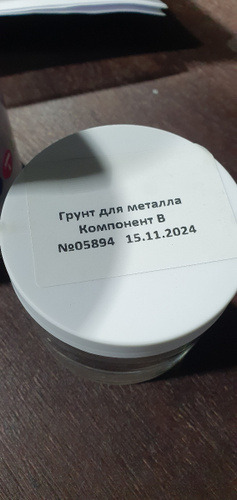 Грунт для металла
Компонент В
№05894 15.11.2024